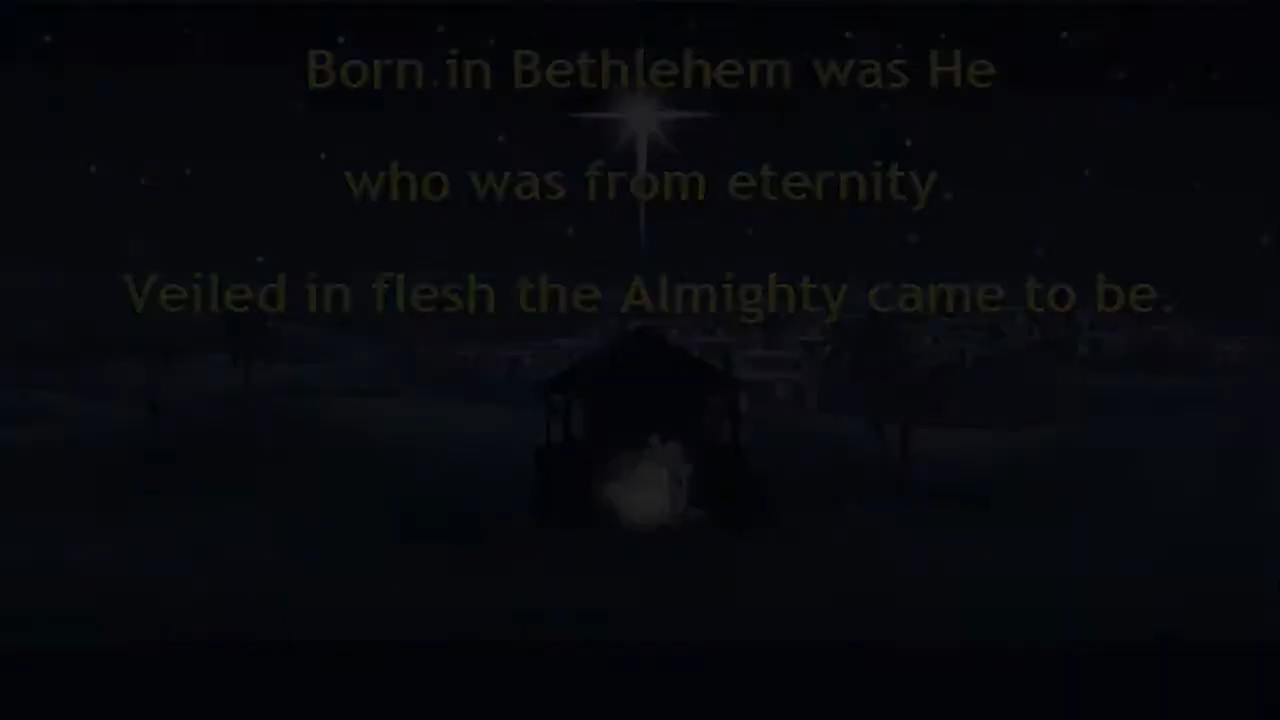 Born in Bethlehem was He
who was from eternity.
Veiled in flesh the Almighty came to be.